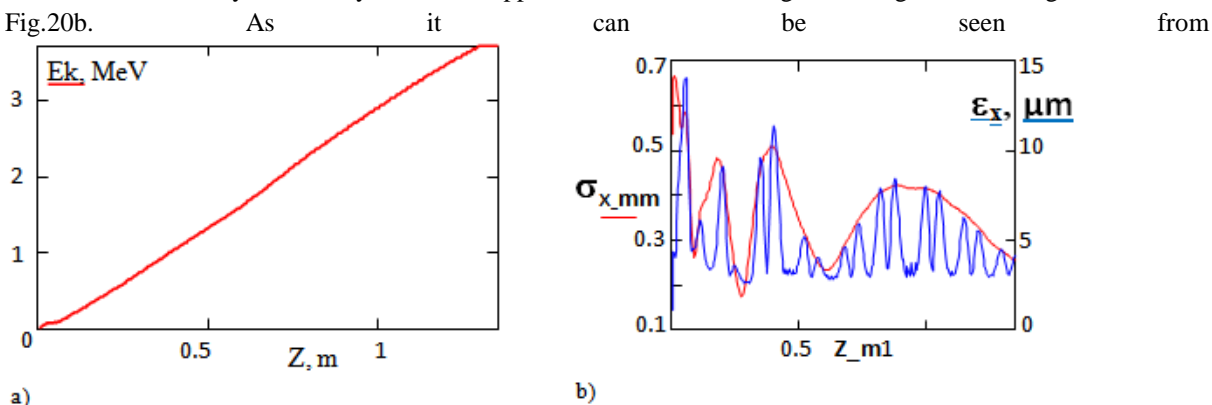 Fig.20b. As it can be seen from
Ek, MeV
3
2
1
0
0.5
Z, m
1
a)
0.7
0.5
σx_mm
0.3
0.1
15
εx, μm
10
5
0
0.5 Z_m1
b)